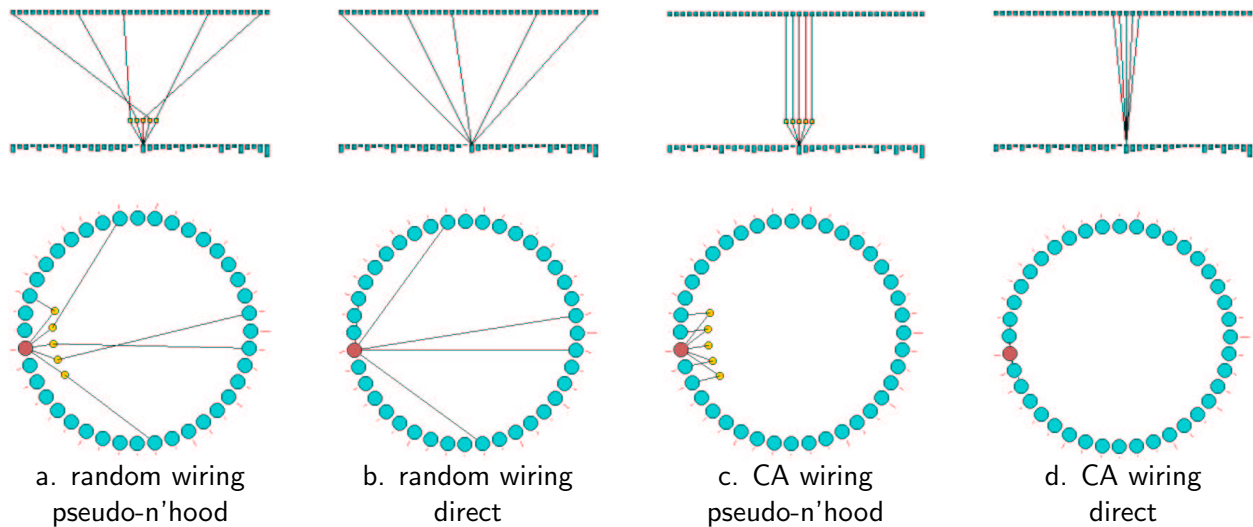 a. random wiring
pseudo-n'hood
b. random wiring
direct
c. CA wiring
pseudo-n'hood
d. CA wiring
direct